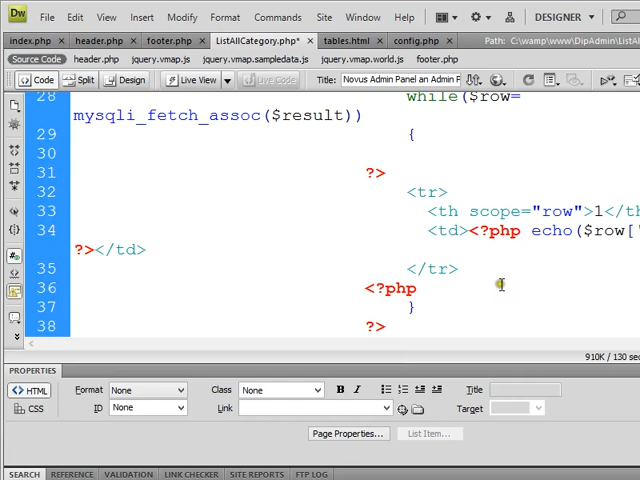 Dw File Edit View Insert Modify Format Commands Site Window Help DESIGNER
index.php × header.php × footer.php × ListAllCategory.php* × tables.html × config.php × Path: C:\wamp\www\DipAdmin\ListAllCategory
Source Code header.php jquery.vmap.js jquery.vmap.sampledata.js jquery.vmap.world.js footer.php
Code Split Design Live View Live Code Title: Novus Admin Panel an Admin Panel
28 while($row=
mysqli_fetch_assoc($result))
29 {
30
31 ?>
32 <tr>
33 <th scope="row">1</th
34 <td><?php echo($row['
?></td>
35 </tr>
36 <?php
37 }
38 ?>
910K / 130 sec
PROPERTIES
<> HTML Format None Class None B I Title
CSS ID None Link Target
Page Properties... List Item...
SEARCH REFERENCE VALIDATION LINK CHECKER SITE REPORTS FTP LOG